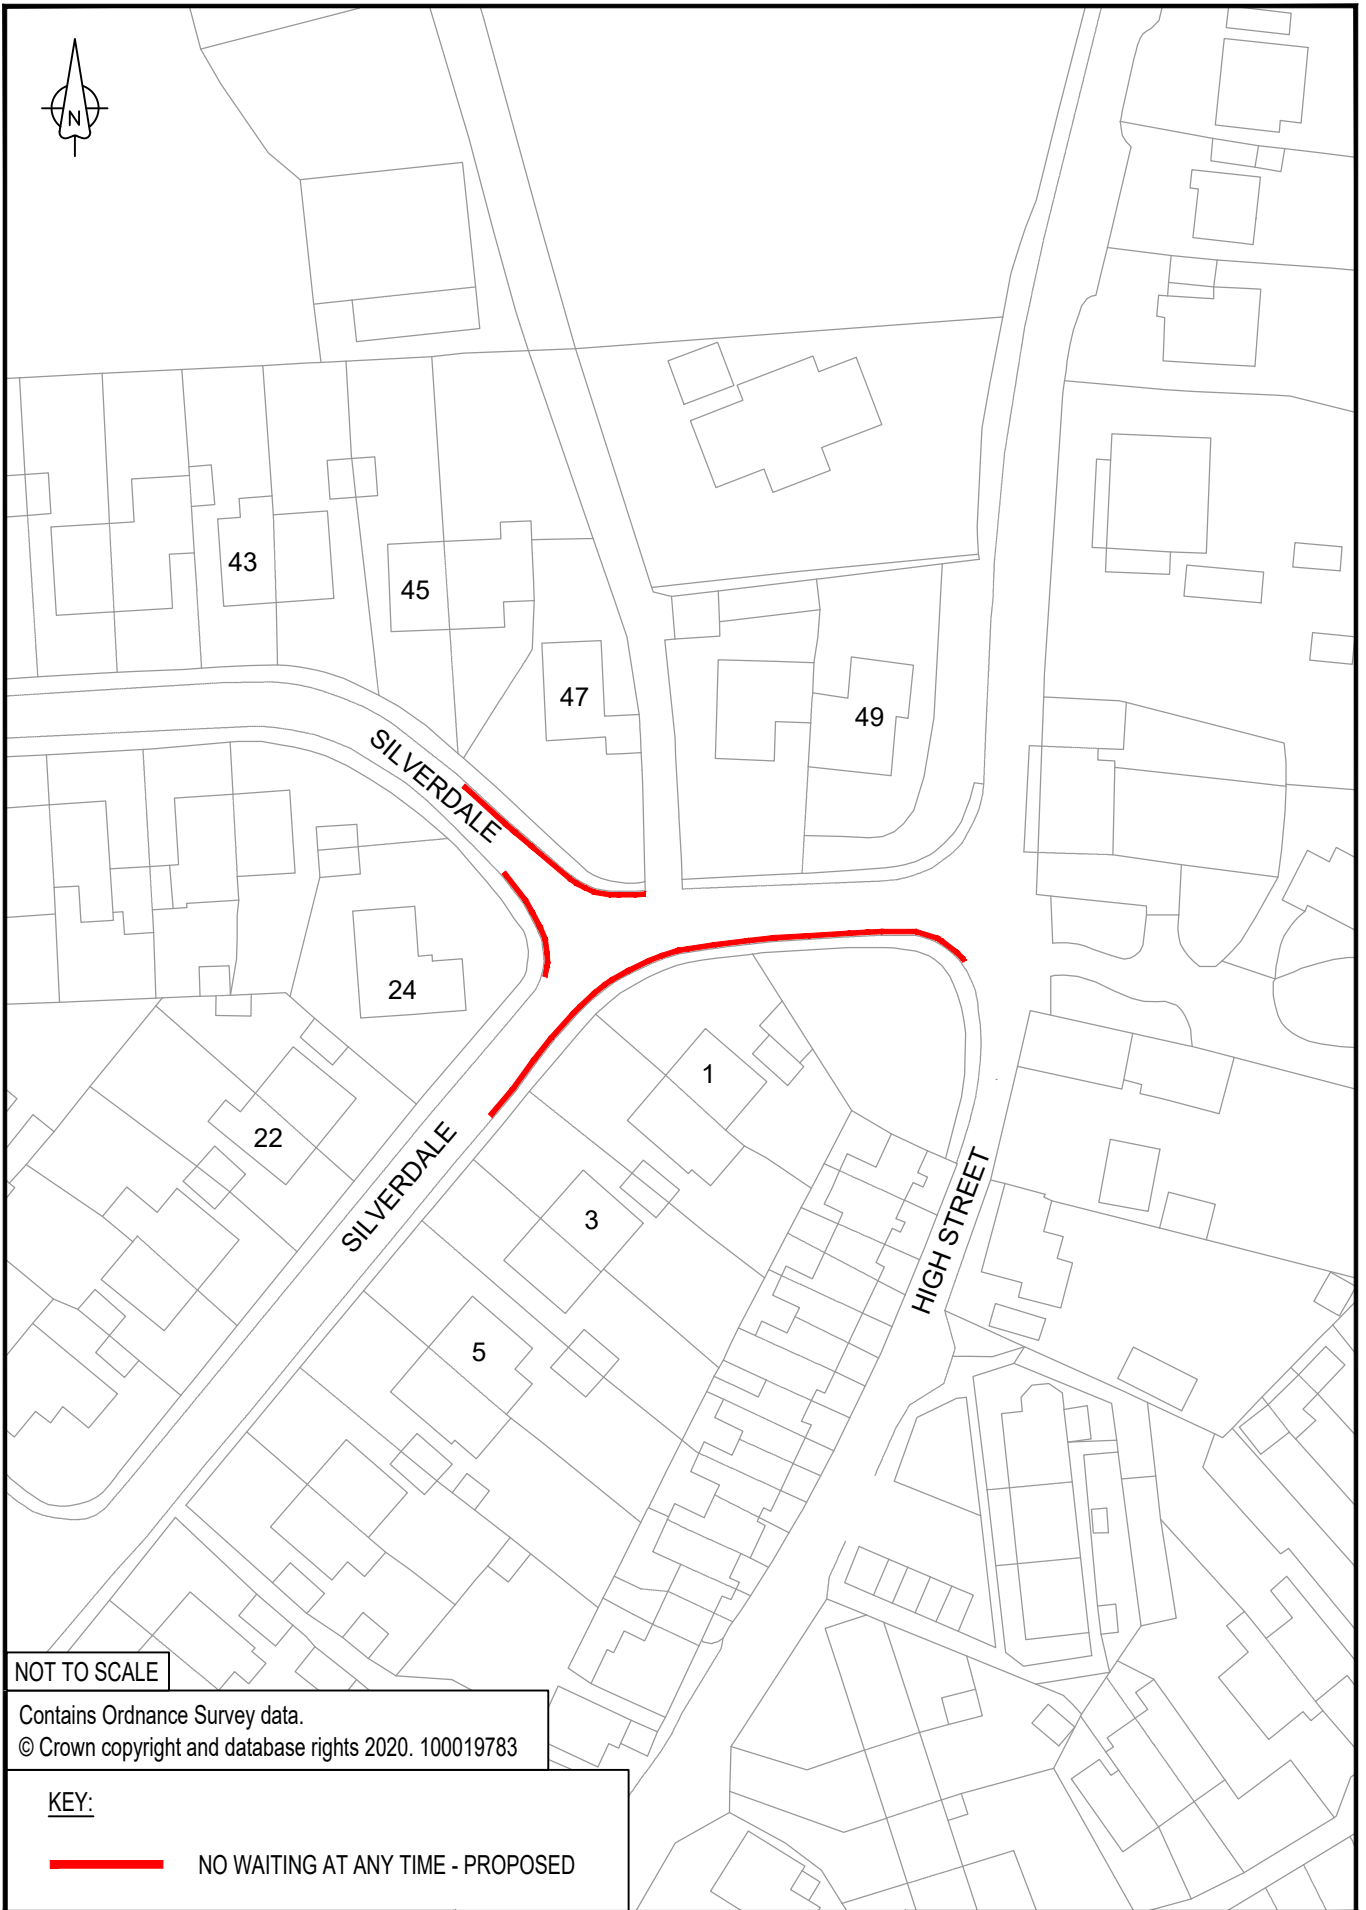 N
43
45
47
49
SILVERDALE
24
1
22
SILVERDALE
3
HIGH STREET
5
NOT TO SCALE
Contains Ordnance Survey data.
© Crown copyright and database rights 2020. 100019783
KEY:
NO WAITING AT ANY TIME - PROPOSED